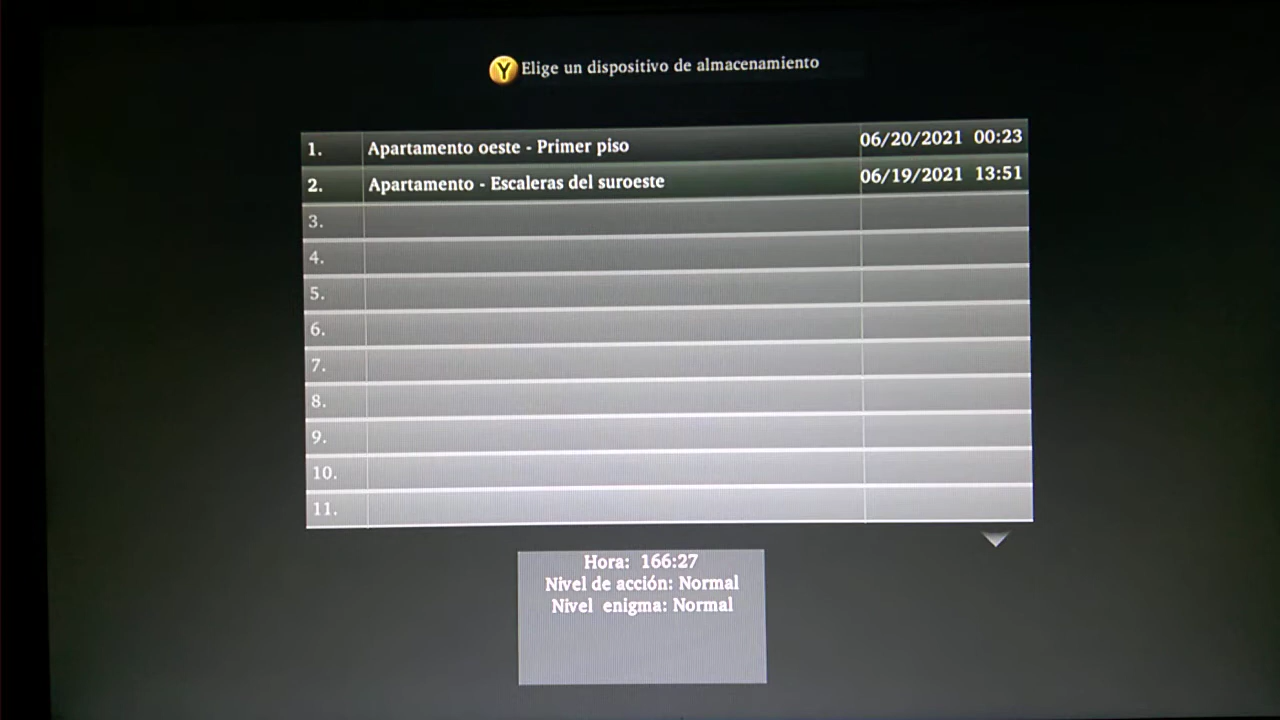 Y Elige un dispositivo de almacenamiento
1. Apartamento oeste - Primer piso 06/20/2021 00:23
2. Apartamento - Escaleras del suroeste 06/19/2021 13:51
3.
4.
5.
6.
7.
8.
9.
10.
11.
Hora: 166:27
Nivel de acción: Normal
Nivel enigma: Normal